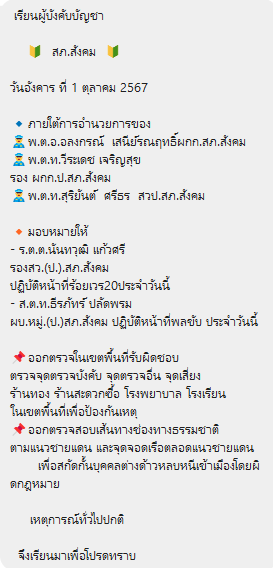 เรียนผู้บังคับบัญชา
🔰 สภ.สังคม 🔰
วันอังคาร ที่ 1 ตุลาคม 2567
🔹ภายใต้การอำนวยการของ
👮‍♂️พ.ต.อ.อลงกรณ์ เสนีย์รณฤทธิ์ผกก.สภ.สังคม
👮‍♂️พ.ต.ท.วีระเดช เจริญสุข
รอง ผกก.ป.สภ.สังคม
👮‍♂️พ.ต.ท.สุริยันต์ ศรีธร สวป.สภ.สังคม
🔸มอบหมายให้
- ร.ต.ต.นันทวุฒิ แก้วศรี
รองสว.(ป.).สภ.สังคม
ปฏิบัติหน้าที่ร้อยเวร20ประจำวันนี้
- ส.ต.ท.ธีรภัทร์ ปลัดพรม
ผบ.หมู่.(ป.)สภ.สังคม ปฏิบัติหน้าที่พลขับ ประจำวันนี้
📌ออกตรวจในเขตพื้นที่รับผิดชอบ
ตรวจจุดตรวจบังคับ จุดตรวจอื่น จุดเสี่ยง
ร้านทอง ร้านสะดวกซื้อ โรงพยาบาล โรงเรียน
ในเขตพื้นที่เพื่อป้องกันเหตุ
📌ออกตรวจสอบเส้นทางช่องทางธรรมชาติ
ตามแนวชายแดน และจุดจอดเรือตลอดแนวชายแดน
เพื่อสกัดกั้นบุคคลต่างด้าวหลบหนีเข้าเมืองโดยผิ
ดกฎหมาย
เหตุการณ์ทั่วไปปกติ
จึงเรียนมาเพื่อโปรดทราบ